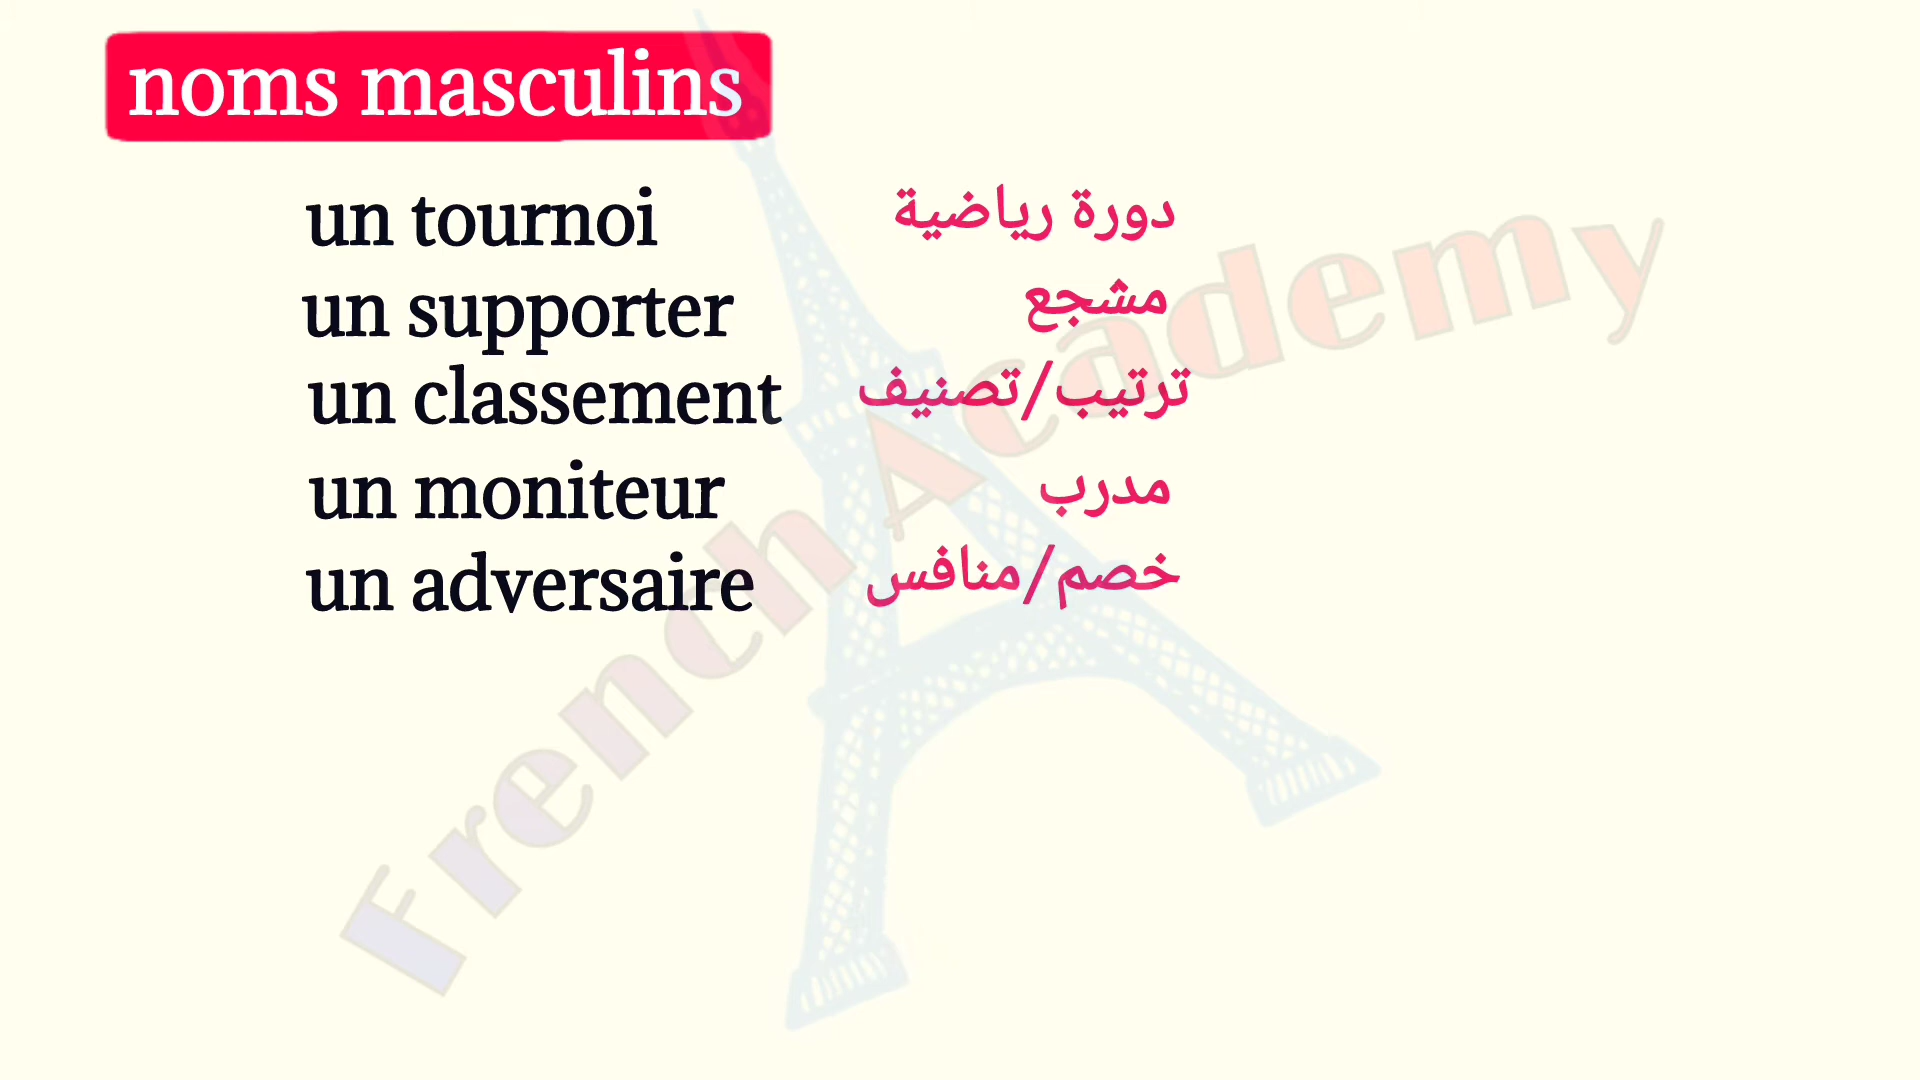 noms masculins
un tournoi دورة رياضية
un supporter مشجع
un classement ترتيب/تصنيف
un moniteur مدرب
un adversaire خصم/منافس
French Academy